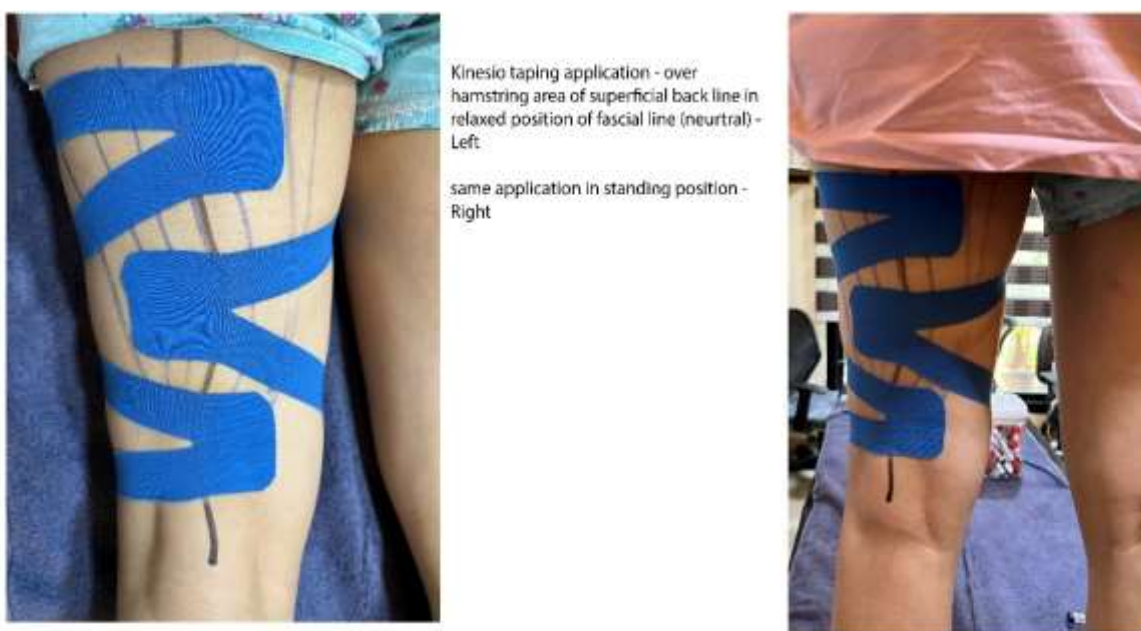 Kinesio taping application - over
hamstring area of superficial back line in
relaxed position of fascial line (neurtral) -
Left
same application in standing position -
Right